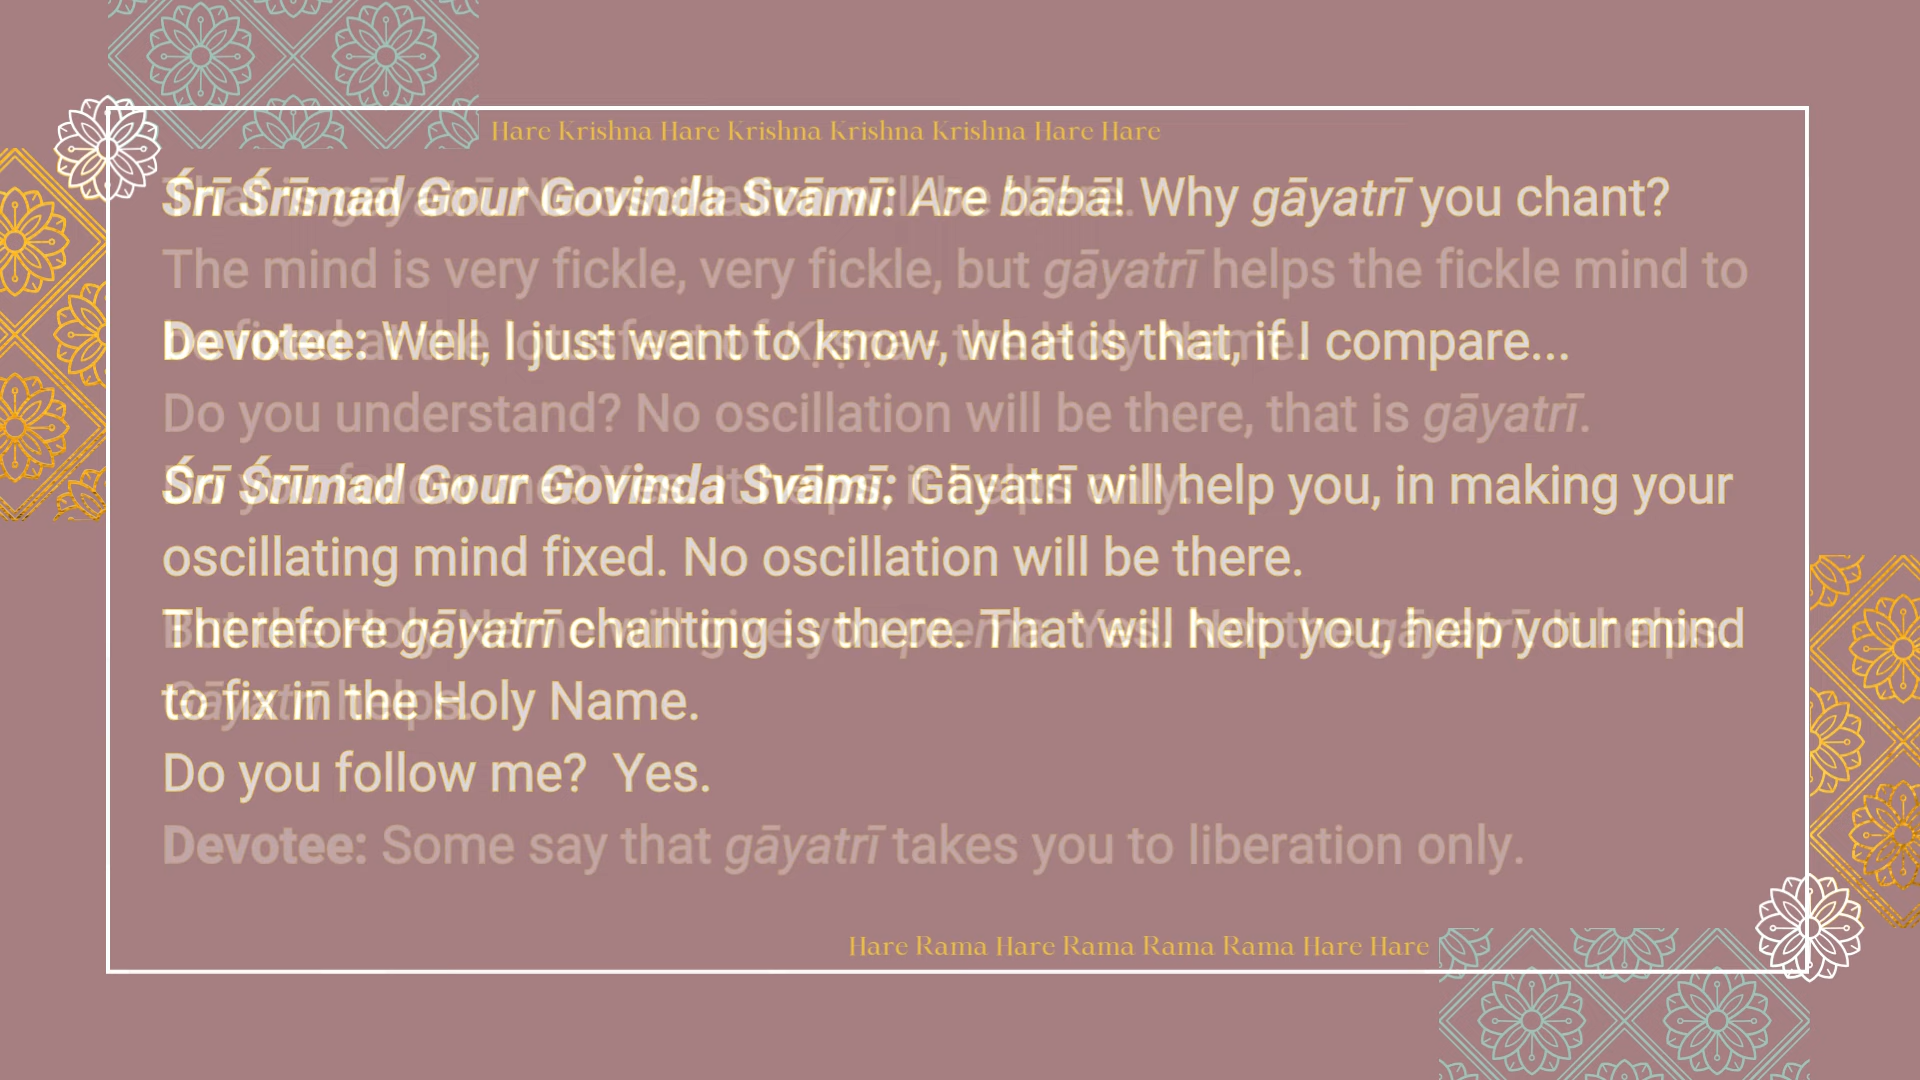 Hare Krishna Hare Krishna Krishna Krishna Hare Hare
Śrī Śrīmad Gour Govinda Svāmī: Are bābā! Why gāyatrī you chant?
The mind is very fickle, very fickle, but gāyatrī helps the fickle mind to
Devotee: Well, I just want to know, what is that, if I compare...
Do you understand? No oscillation will be there, that is gāyatrī.
Śrī Śrīmad Gour Govinda Svāmī: Gāyatrī will help you, in making your
oscillating mind fixed. No oscillation will be there.
Therefore gāyatrī chanting is there. That will help you, help your mind
to fix in the Holy Name.
Do you follow me? Yes.
Devotee: Some say that gāyatrī takes you to liberation only.
Hare Rama Hare Rama Rama Rama Hare Hare